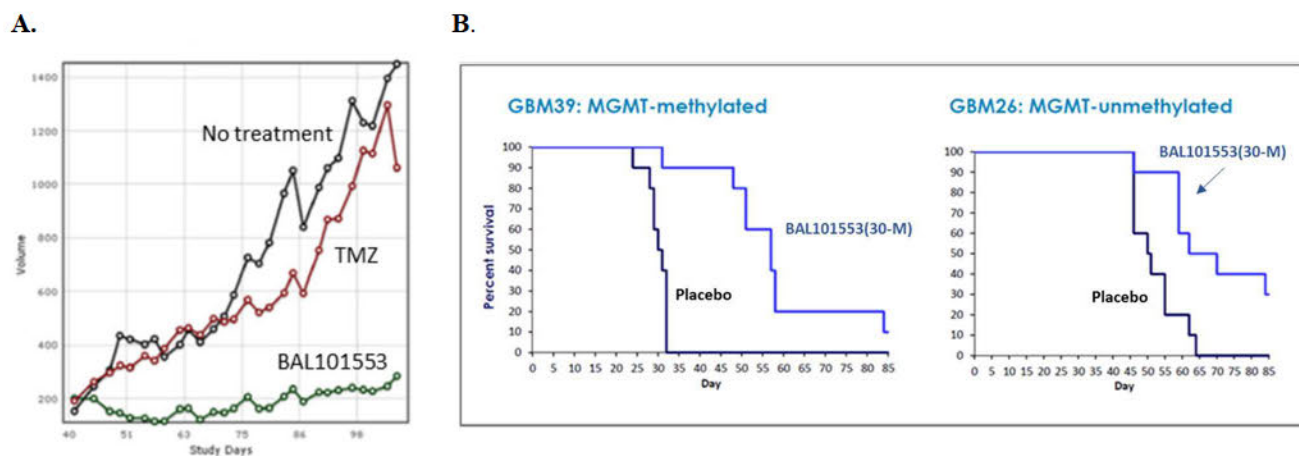 A.
B.
No treatment
TMZ
BAL101553
Volume
1400
1200
1000
800
600
400
200
40 51 63 75 86 98
Study Days
GBM39: MGMT-methylated
Percent survival
100
90
80
70
60
50
40
30
20
10
0
BAL101553(30-M)
Placebo
0 5 10 15 20 25 30 35 40 45 50 55 60 65 70 75 80 85
Day
GBM26: MGMT-unmethylated
100
90
80
70
60
50
40
30
20
10
0
BAL101553(30-M)
Placebo
0 5 10 15 20 25 30 35 40 45 50 55 60 65 70 75 80 85
Day